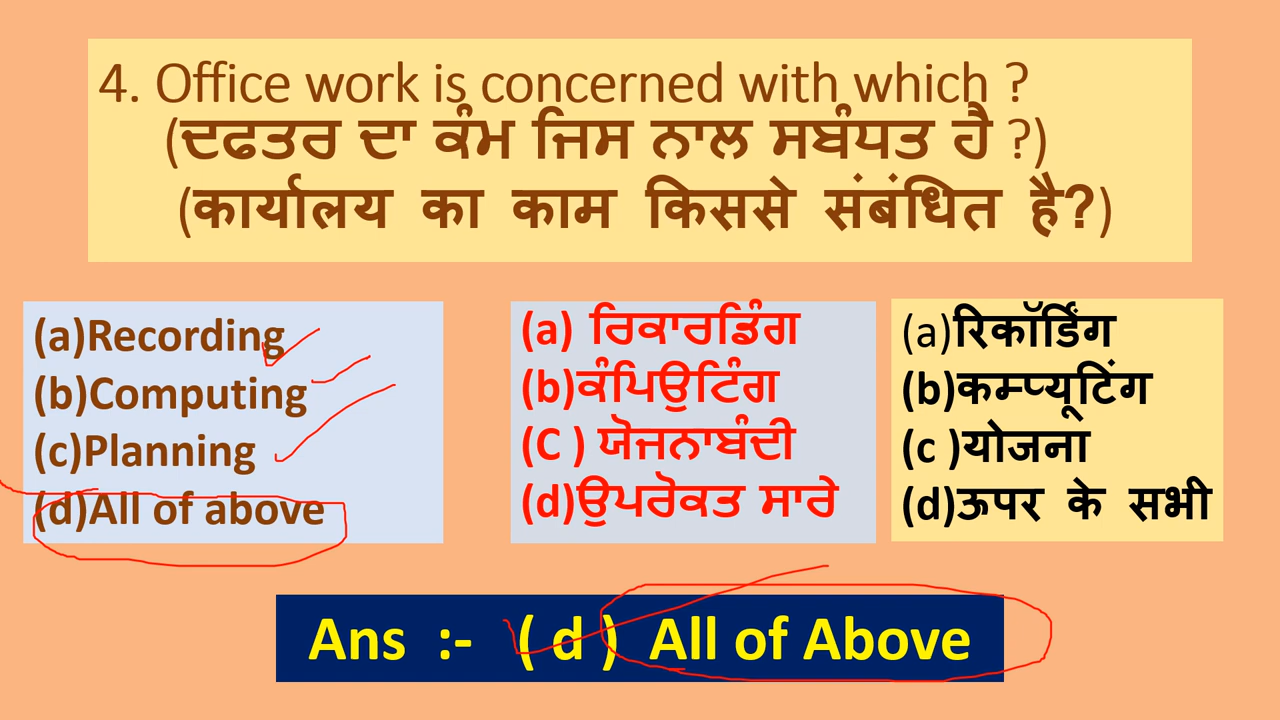 4. Office work is concerned with which ?
(ਦਫਤਰ ਦਾ ਕੰਮ ਜਿਸ ਨਾਲ ਸਬੰਧਤ ਹੈ ?)
(कार्यालय का काम किससे संबंधित है?)
(a)Recording
(b)Computing
(c)Planning
(d)All of above
(a) ਰਿਕਾਰਡਿੰਗ
(b)ਕੰਪਿਉਟਿੰਗ
(C ) ਯੋਜਨਾਬੰਦੀ
(d)ਉਪਰੋਕਤ ਸਾਰੇ
(a)रिकॉर्डिंग
(b)कम्प्यूटिंग
(c )योजना
(d)ऊपर के सभी
Ans :- ( d ) All of Above